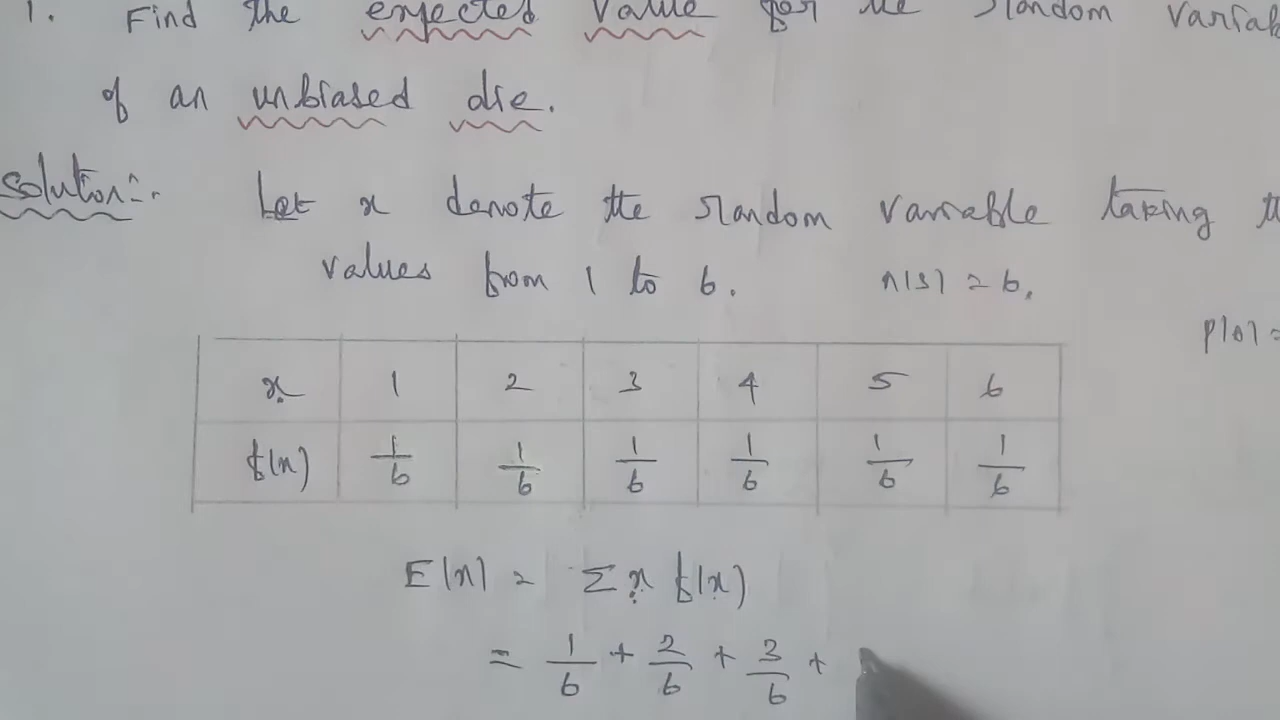 1. Find the expected value for the random variab
of an unbiased die.
Solution:-
Let x denote the random variable taking th
values from 1 to 6. n(s) = 6.
p(o) =
x 1 2 3 4 5 6
f(x) 1/6 1/6 1/6 1/6 1/6 1/6
E(x) = Σ x f(x)
= 1/6 + 2/6 + 3/6 +